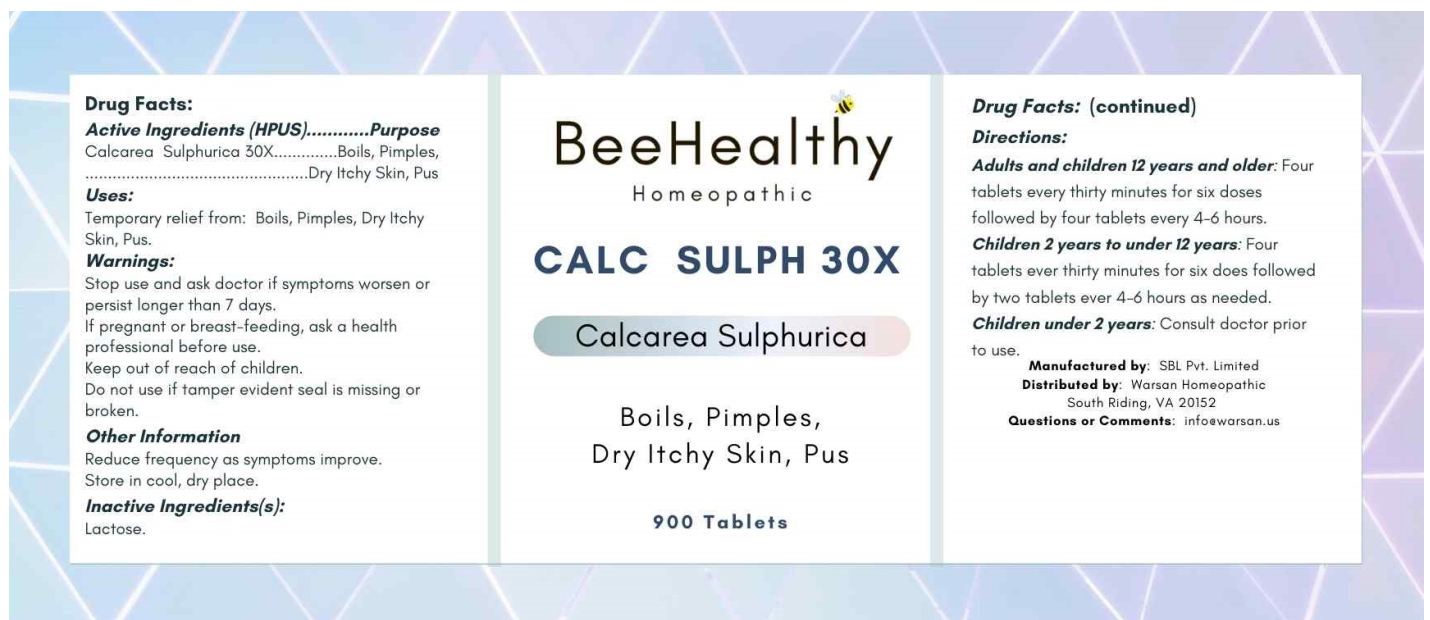 Drug Facts:
Active Ingredients (HPUS)............Purpose
Calcarea Sulphurica 30X..............Boils, Pimples,
................................................Dry Itchy Skin, Pus
Uses:
Temporary relief from: Boils, Pimples, Dry Itchy
Skin, Pus.
Warnings:
Stop use and ask doctor if symptoms worsen or
persist longer than 7 days.
If pregnant or breast-feeding, ask a health
professional before use.
Keep out of reach of children.
Do not use if tamper evident seal is missing or
broken.
Other Information
Reduce frequency as symptoms improve.
Store in cool, dry place.
Inactive Ingredients(s):
Lactose.
BeeHealthy
Homeopathic
CALC SULPH 30X
Calcarea Sulphurica
Boils, Pimples,
Dry Itchy Skin, Pus
900 Tablets
Drug Facts: (continued)
Directions:
Adults and children 12 years and older: Four
tablets every thirty minutes for six doses
followed by four tablets every 4-6 hours.
Children 2 years to under 12 years: Four
tablets ever thirty minutes for six does followed
by two tablets ever 4-6 hours as needed.
Children under 2 years: Consult doctor prior
to use.
Manufactured by: SBL Pvt. Limited
Distributed by: Warsan Homeopathic
South Riding, VA 20152
Questions or Comments: info@warsan.us